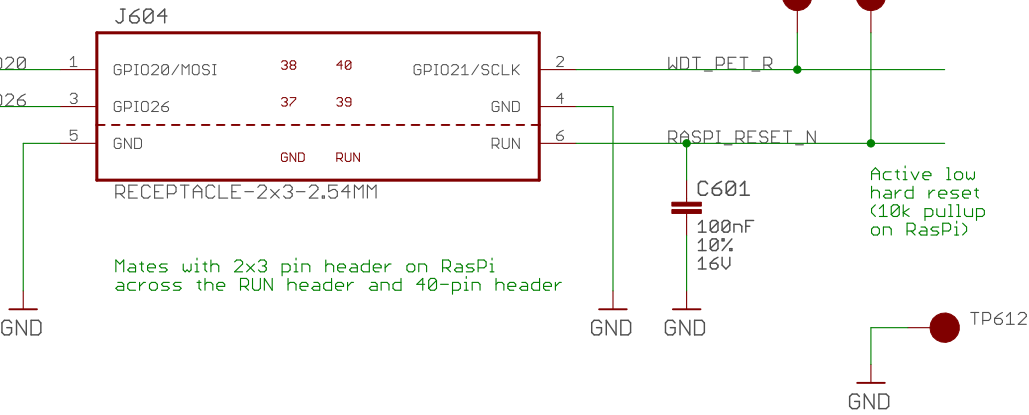 J604
O20
1
GPIO20/MOSI
38
40
GPIO21/SCLK
2
WDT_PET_R
O26
3
GPIO26
37
39
GND
4
5
GND
RUN
6
RASPI_RESET_N
GND
RUN
RECEPTACLE-2x3-2.54MM
Active low
hard reset
(10k pullup
on RasPi)
C601
100nF
10%
16V
Mates with 2x3 pin header on RasPi
across the RUN header and 40-pin header
GND
GND
GND
TP612
GND